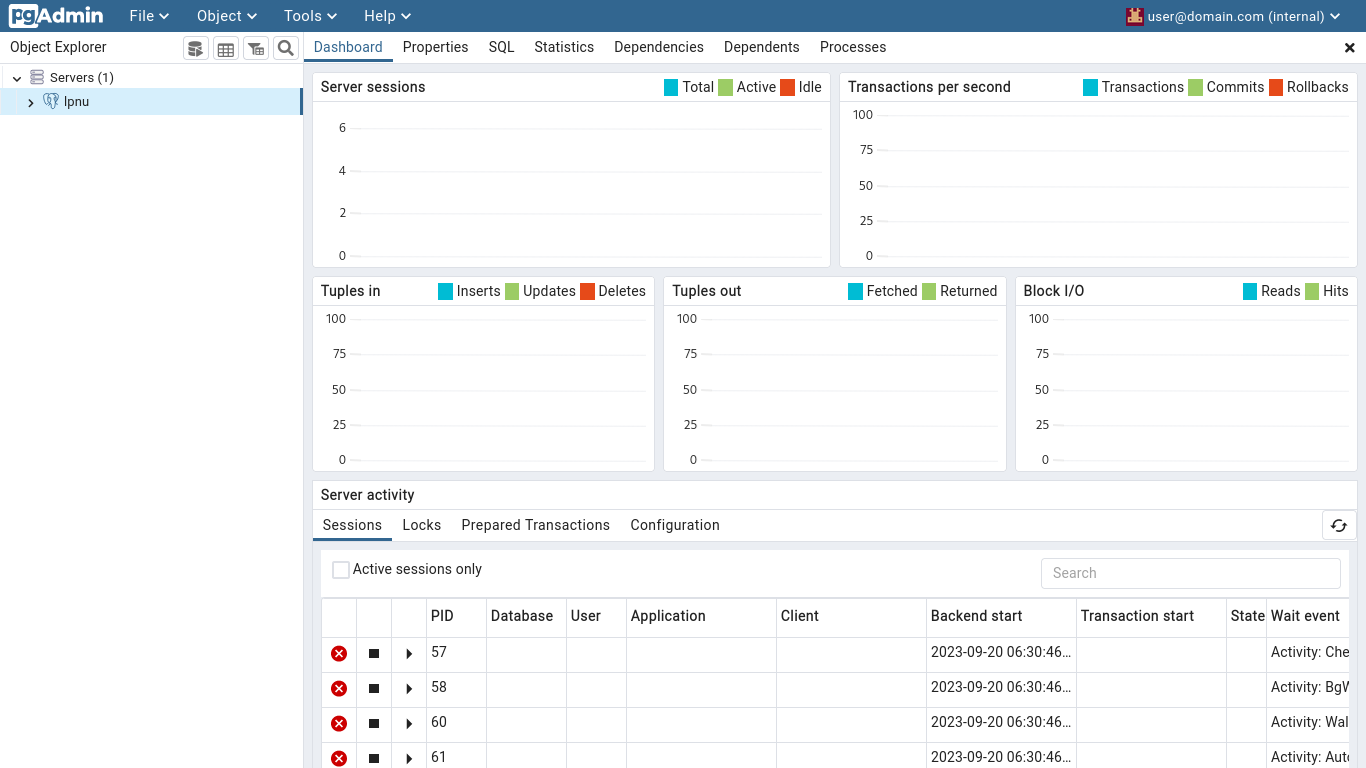 pgAdmin File Object Tools Help user@domain.com (internal)
Object Explorer
Dashboard Properties SQL Statistics Dependencies Dependents Processes
Servers (1)
lpnu
Server sessions Total Active Idle
6
4
2
0
Transactions per second Transactions Commits Rollbacks
100
75
50
25
0
Tuples in Inserts Updates Deletes
100
75
50
25
0
Tuples out Fetched Returned
100
75
50
25
0
Block I/O Reads Hits
100
75
50
25
0
Server activity
Sessions Locks Prepared Transactions Configuration
Active sessions only Search
PID Database User Application Client Backend start Transaction start State Wait event
57 2023-09-20 06:30:46... Activity: Che
58 2023-09-20 06:30:46... Activity: BgW
60 2023-09-20 06:30:46... Activity: Wal
61 2023-09-20 06:30:46... Activity: Auto